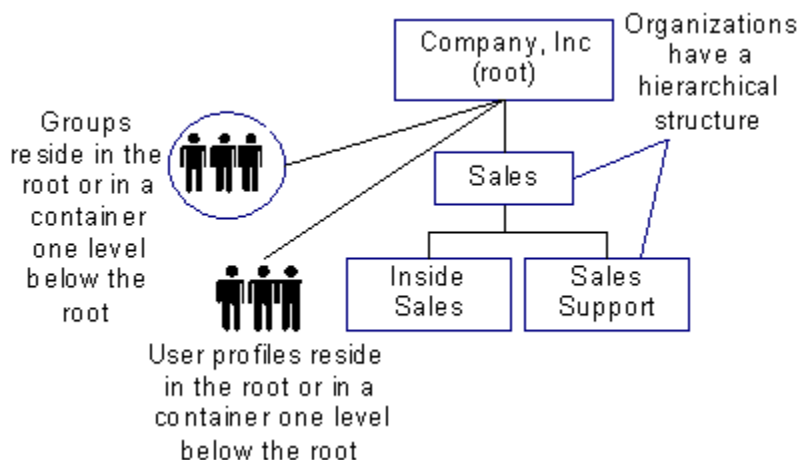 Company, Inc
(root)
Organizations
have a
hierarchical
structure
Groups
reside in the
root or in a
container
one level
below the
root
Sales
Inside
Sales
Sales
Support
User profiles reside
in the root or in a
container one level
below the root